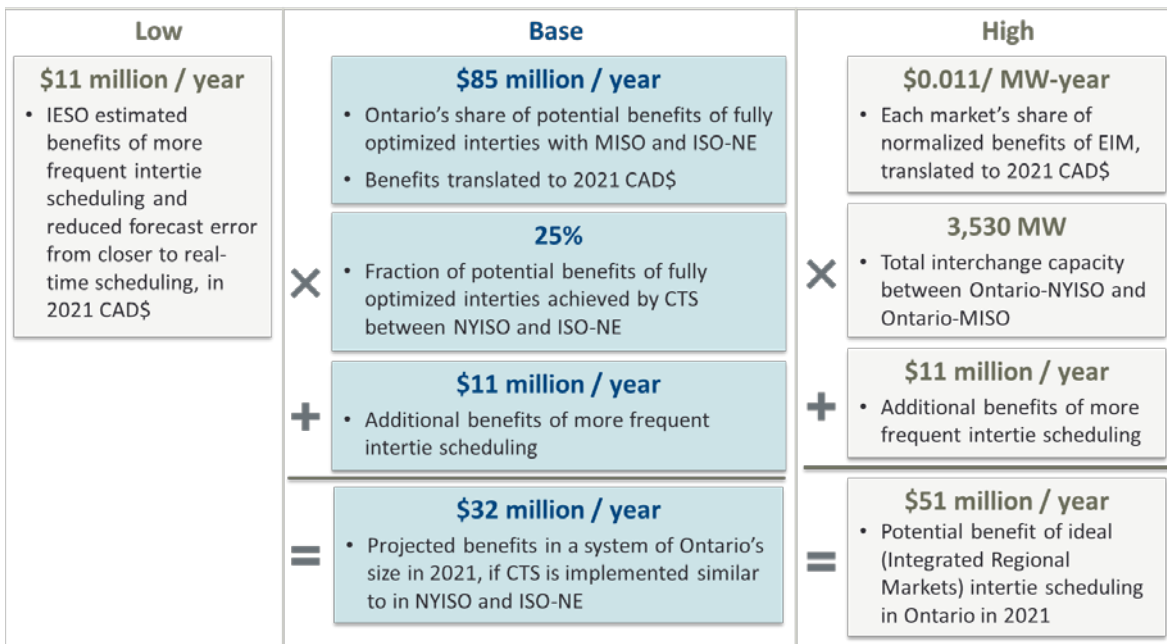 Low
$11 million / year
• IESO estimated
benefits of more
frequent intertie
scheduling and
reduced forecast error
from closer to real-
time scheduling, in
2021 CAD$
Base
$85 million / year
• Ontario's share of potential benefits of fully
optimized interties with MISO and ISO-NE
• Benefits translated to 2021 CAD$
×
25%
• Fraction of potential benefits of fully
optimized interties achieved by CTS
between NYISO and ISO-NE
+
$11 million / year
• Additional benefits of more frequent
intertie scheduling
=
$32 million / year
• Projected benefits in a system of Ontario's
size in 2021, if CTS is implemented similar
to in NYISO and ISO-NE
High
$0.011/ MW-year
• Each market's share of
normalized benefits of EIM,
translated to 2021 CAD$
×
3,530 MW
• Total interchange capacity
between Ontario-NYISO and
Ontario-MISO
+
$11 million / year
• Additional benefits of more
frequent intertie scheduling
=
$51 million / year
• Potential benefit of ideal
(Integrated Regional
Markets) intertie scheduling
in Ontario in 2021